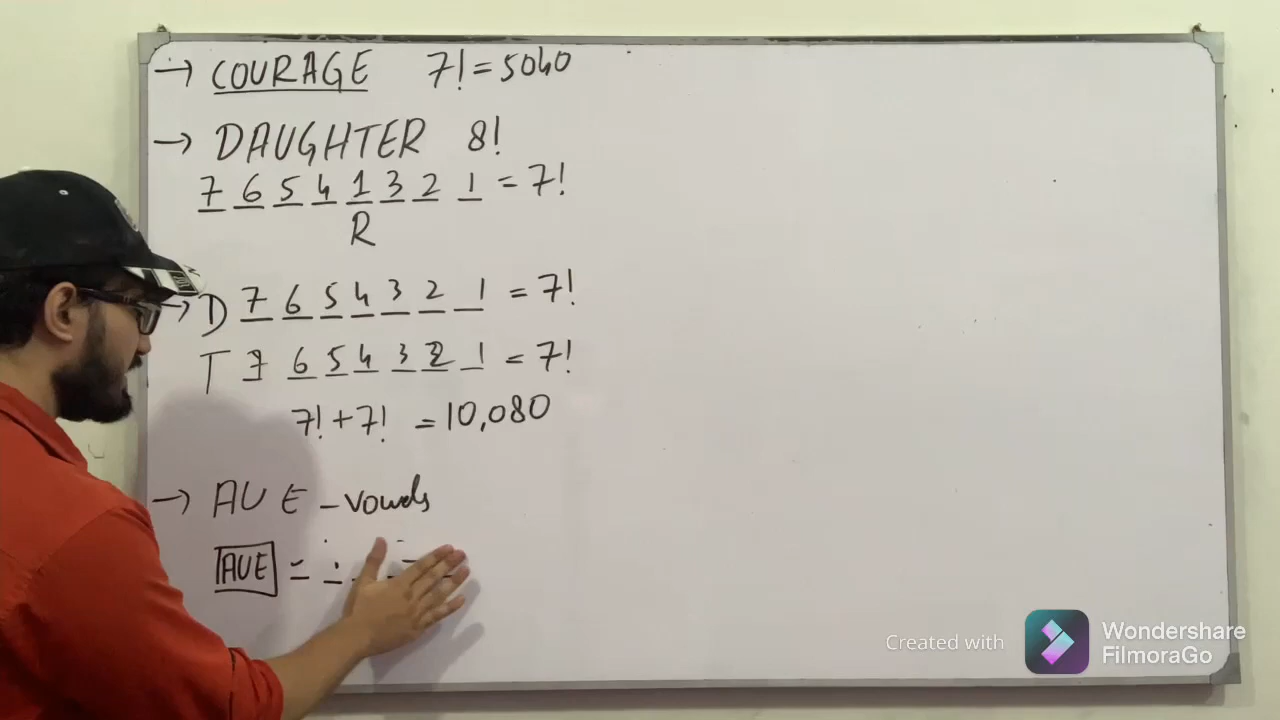 → COURAGE 7! = 5040
→ DAUGHTER 8!
7 6 5 4 1 3 2 1 = 7!
R
→ D 7 6 5 4 3 2 1 = 7!
T 7 6 5 4 3 2 1 = 7!
7! + 7! = 10,080
→ AUE - vowels
AUE
Created with Wondershare FilmoraGo